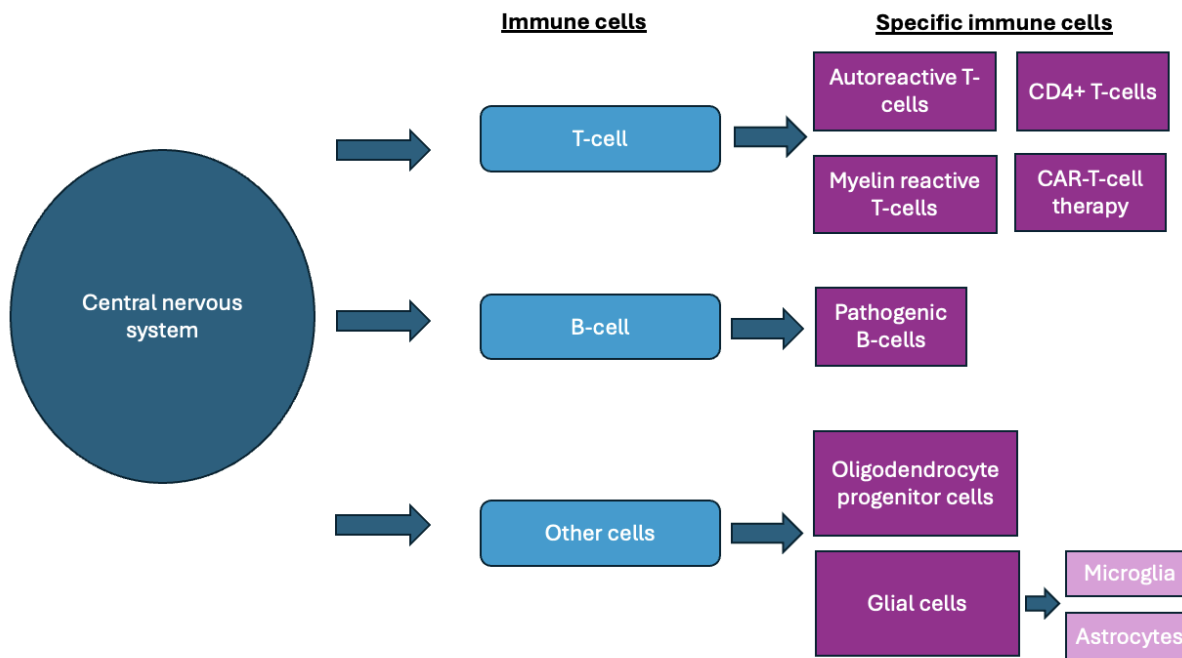 Immune cells
Specific immune cells
Central nervous
system
T-cell
Autoreactive T-
cells
CD4+ T-cells
Myelin reactive
T-cells
CAR-T-cell
therapy
B-cell
Pathogenic
B-cells
Other cells
Oligodendrocyte
progenitor cells
Glial cells
Microglia
Astrocytes